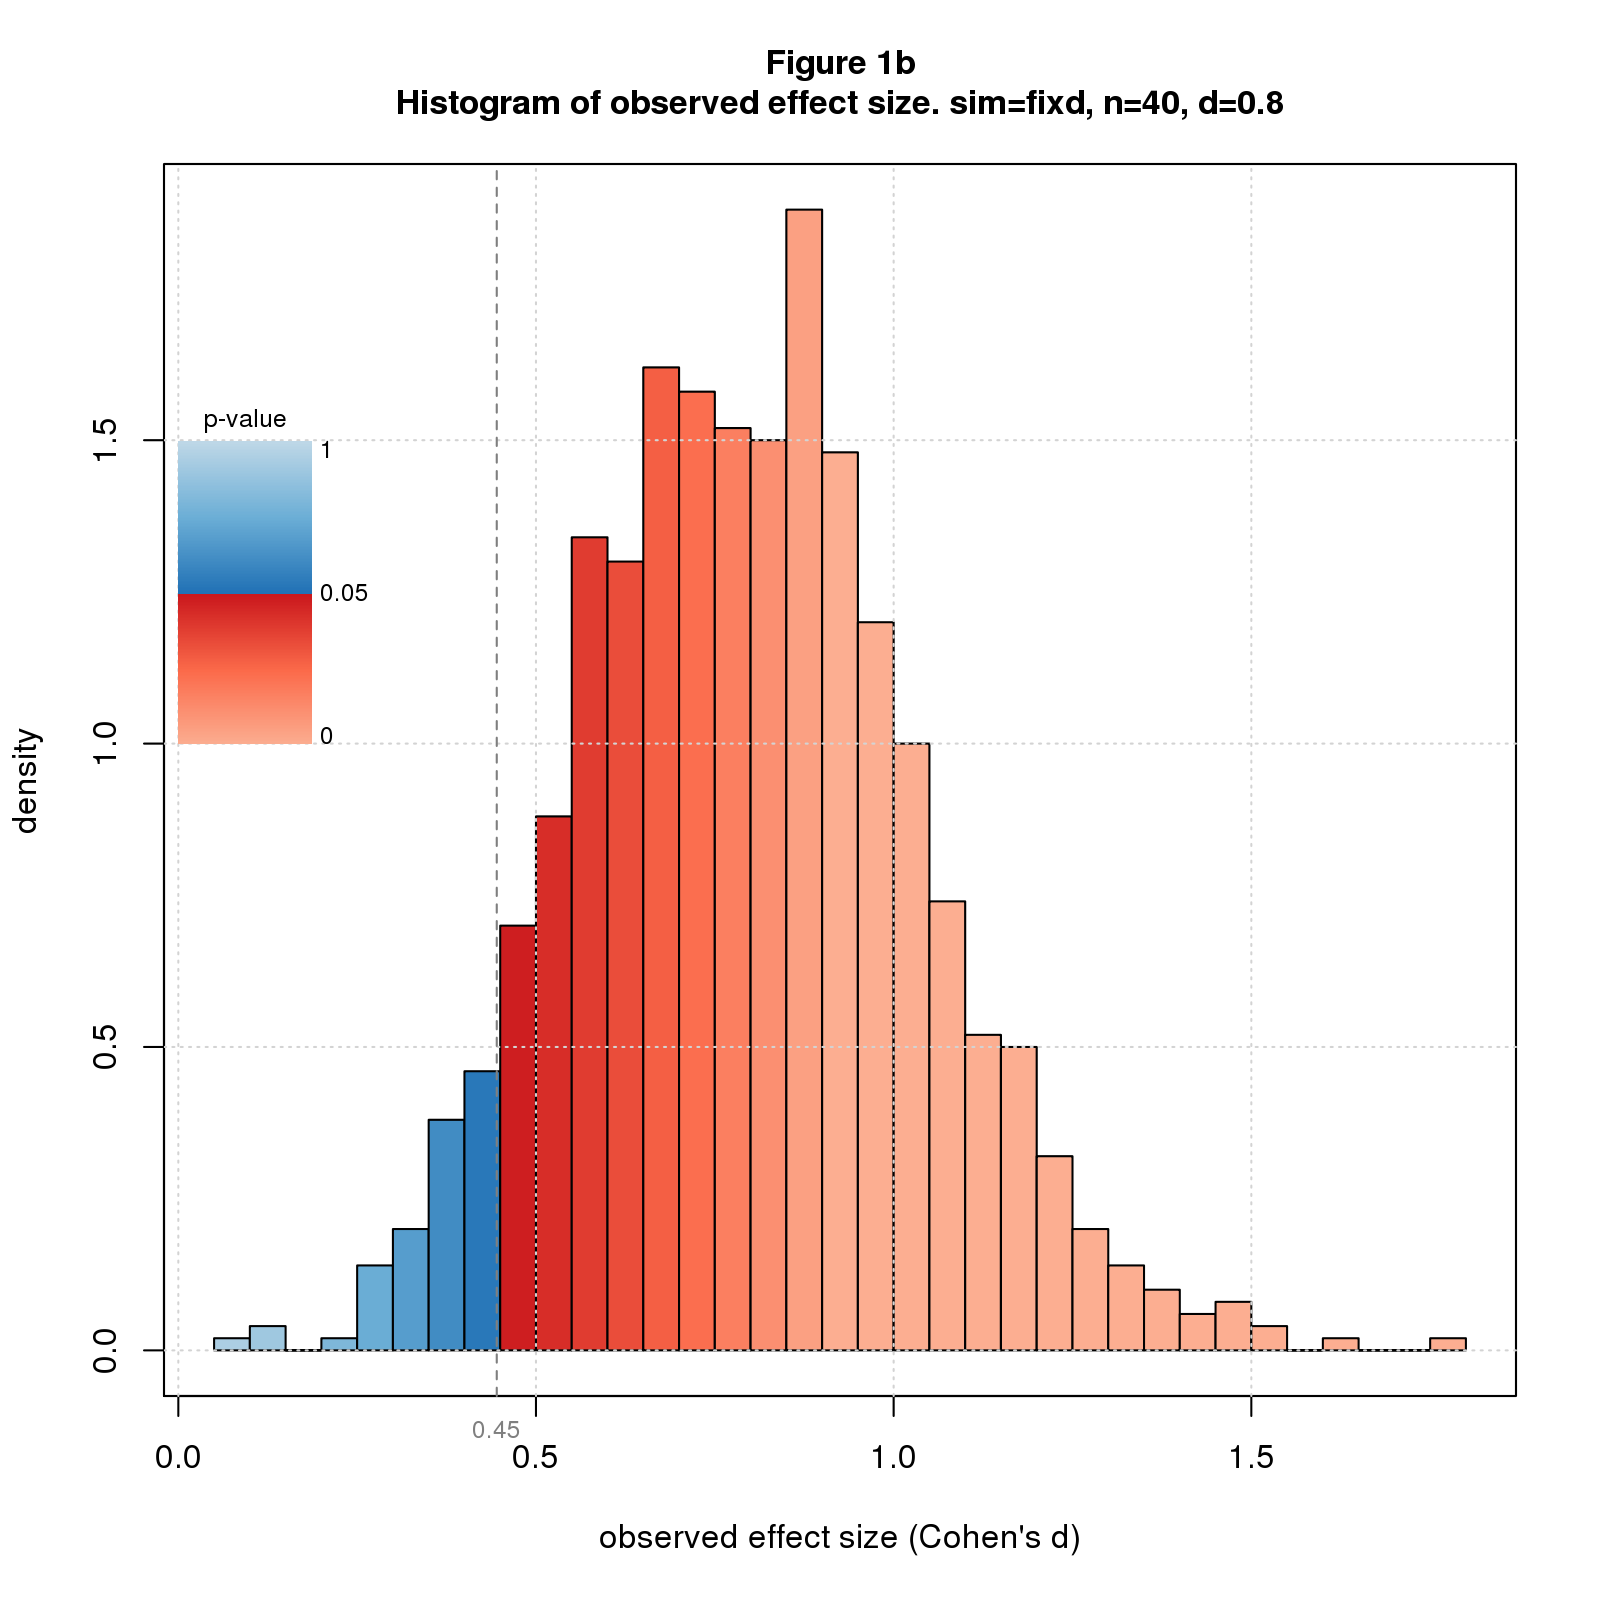 Figure 1b
Histogram of observed effect size. sim=fixd, n=40, d=0.8
p-value
1
0.05
0
density
0.0
0.5
1.0
1.5
0.45
0.0
0.5
1.0
1.5
observed effect size (Cohen's d)